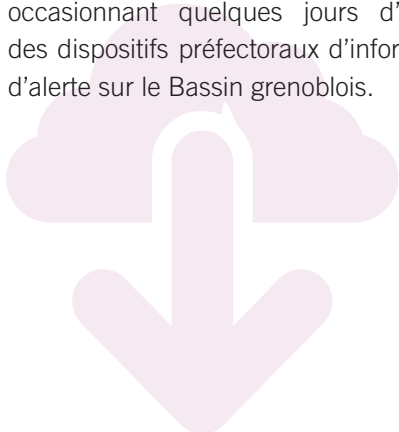 occasionnant quelques jours d’
des dispositifs préfectoraux d’infor
d’alerte sur le Bassin grenoblois.